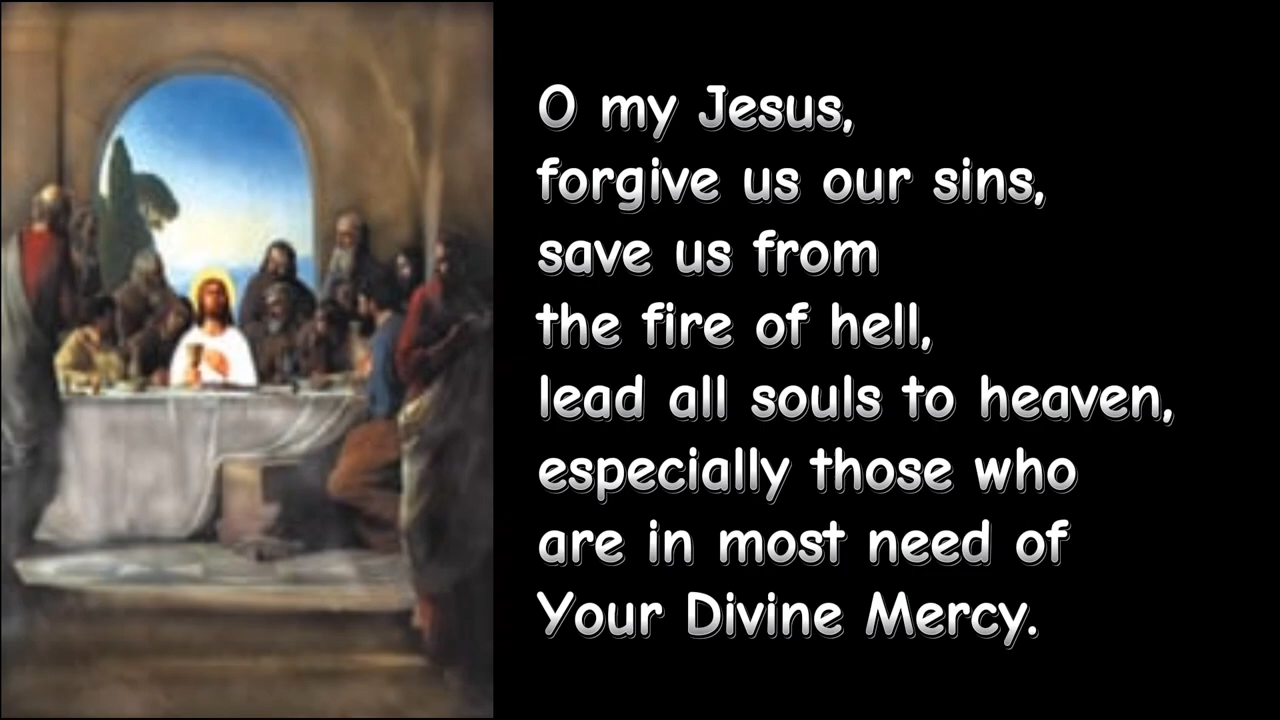 O my Jesus,
forgive us our sins,
save us from
the fire of hell,
lead all souls to heaven,
especially those who
are in most need of
Your Divine Mercy.